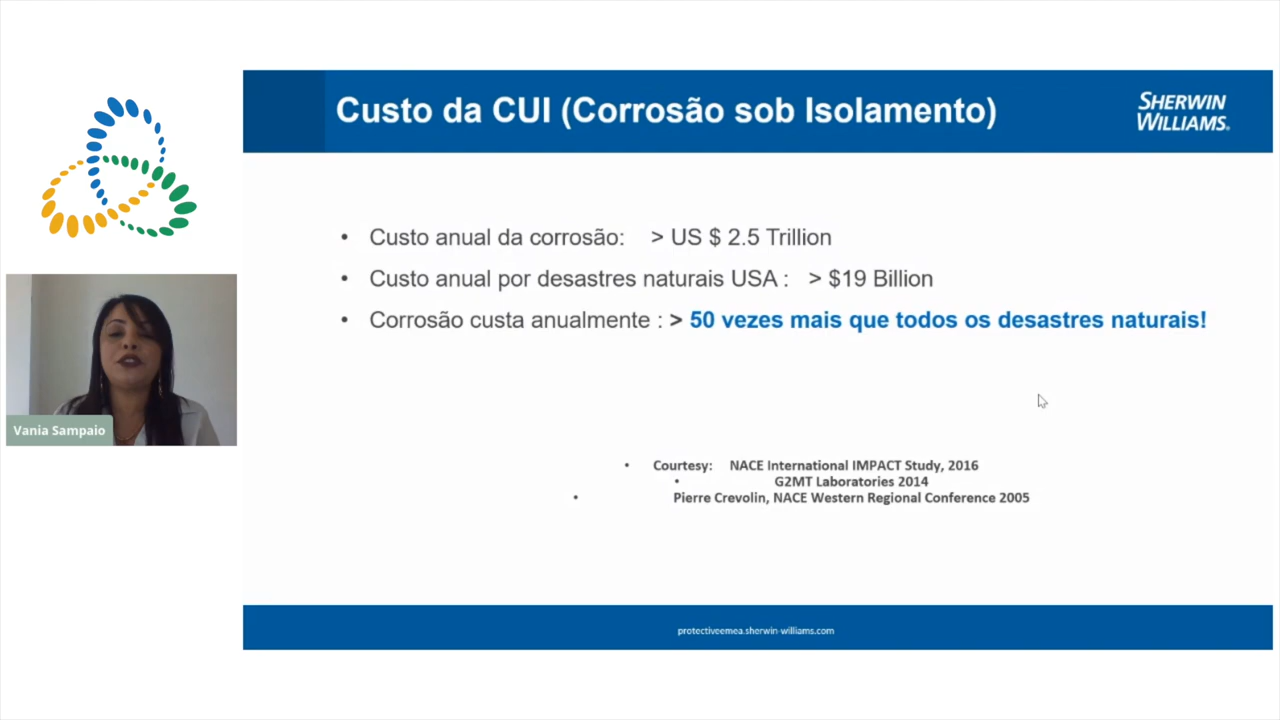 Custo da CUI (Corrosão sob Isolamento)
SHERWIN
WILLIAMS®
• Custo anual da corrosão: > US $ 2.5 Trillion
• Custo anual por desastres naturais USA : > $19 Billion
• Corrosão custa anualmente : > 50 vezes mais que todos os desastres naturais!
Vania Sampaio
• Courtesy: NACE International IMPACT Study, 2016
• G2MT Laboratories 2014
• Pierre Crevolin, NACE Western Regional Conference 2005
protectiveemea.sherwin-williams.com